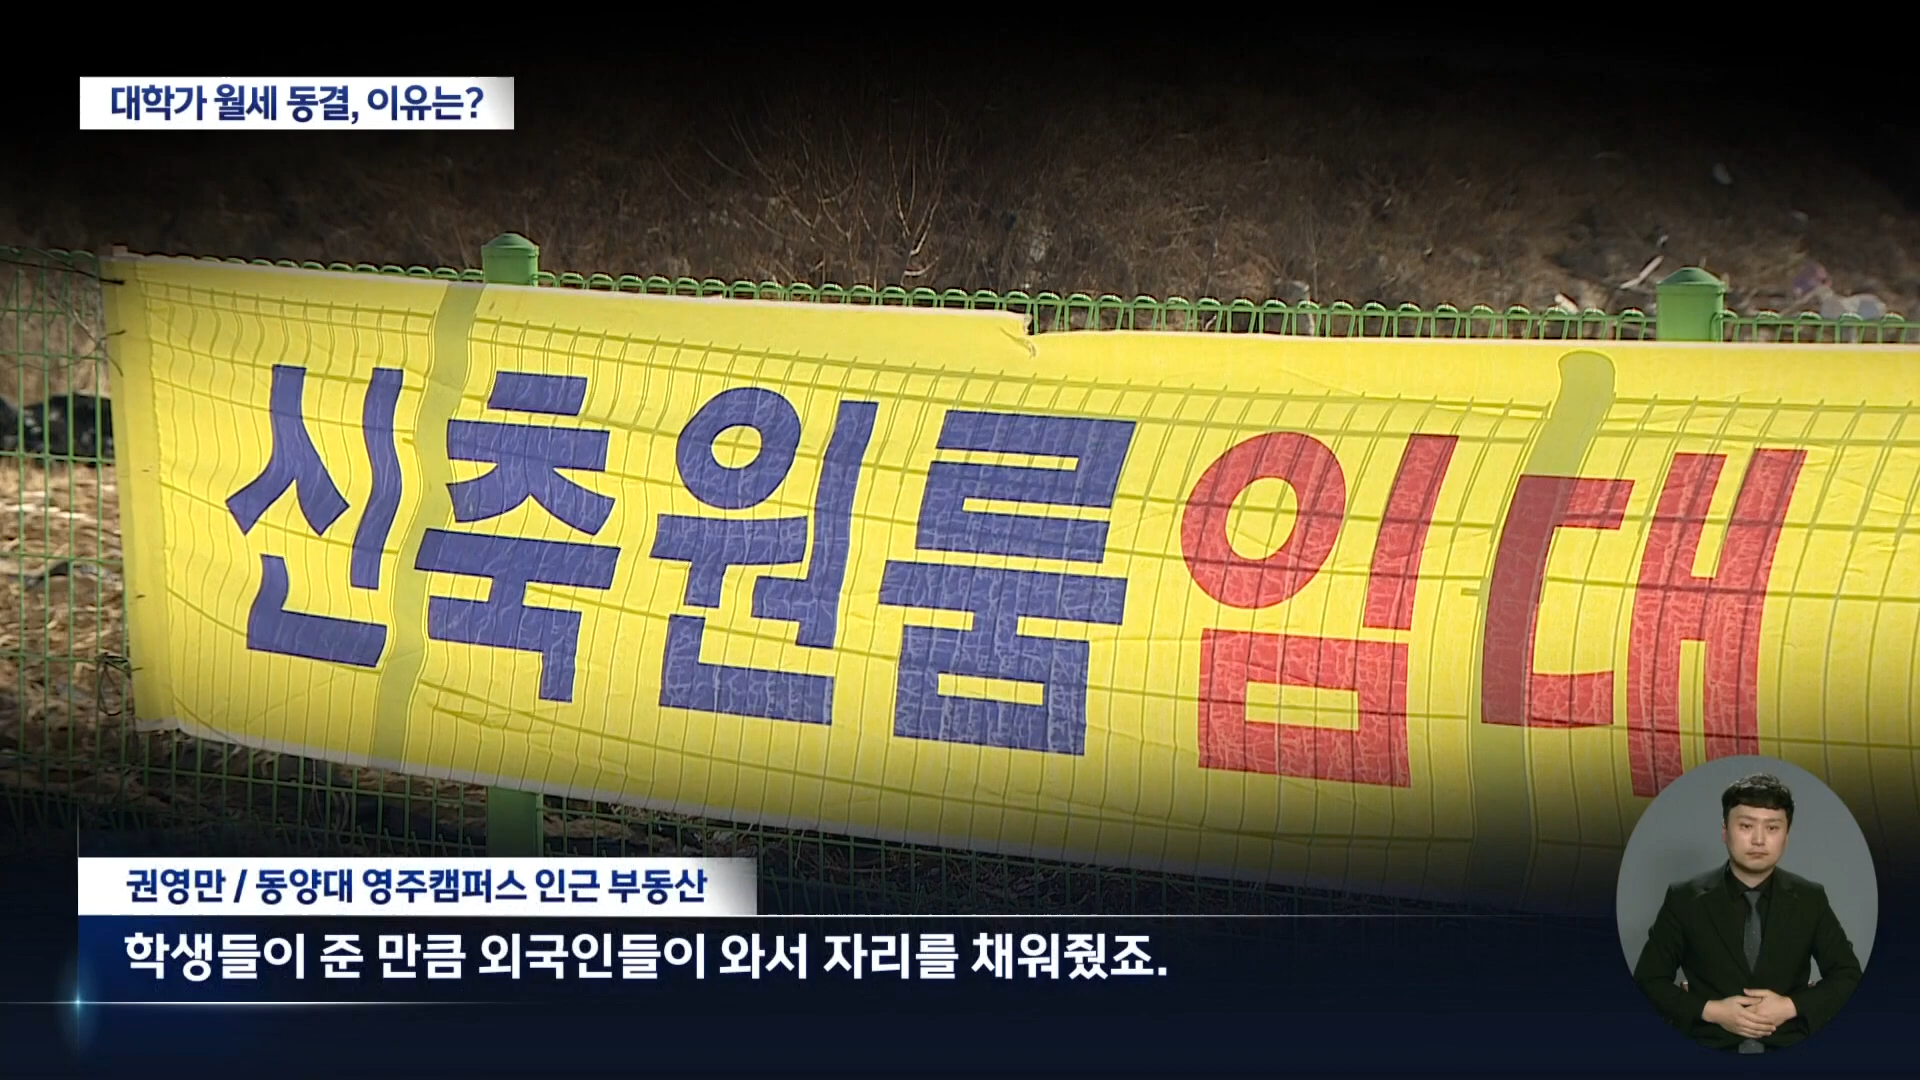 대학가 월세 동결, 이유는?
신축원룸임대
권영만 / 동양대 영주캠퍼스 인근 부동산
학생들이 준 만큼 외국인들이 와서 자리를 채워줬죠.